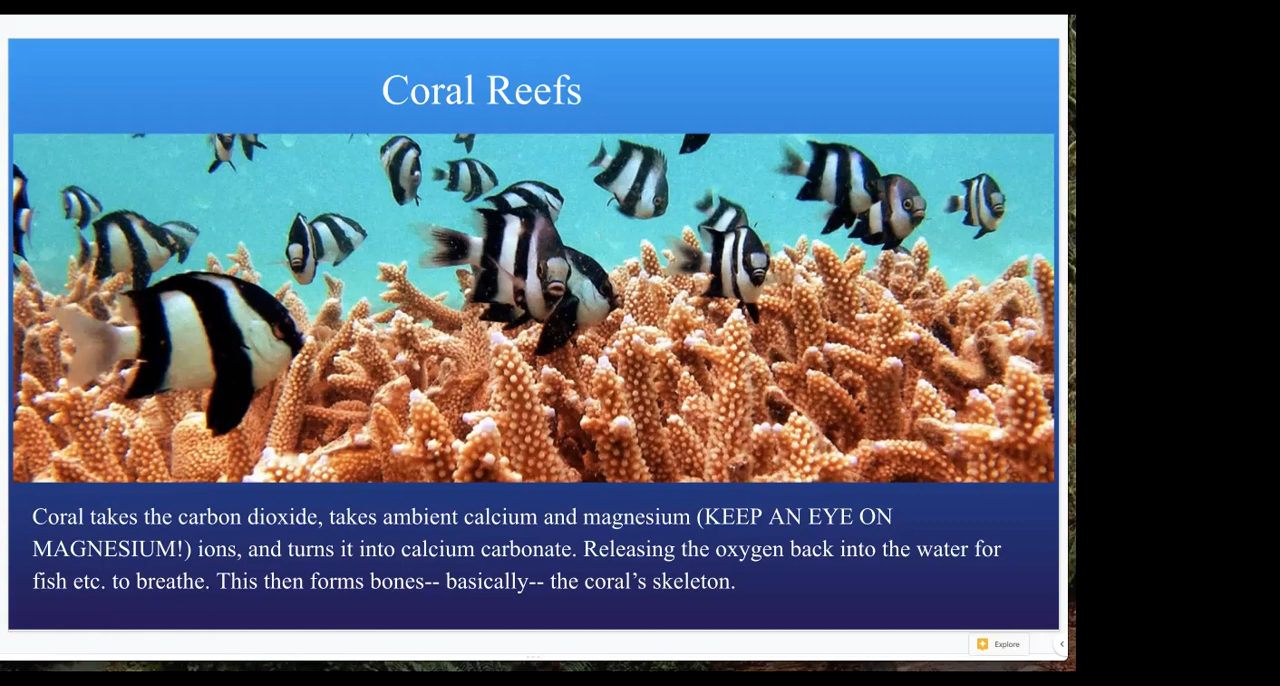 Coral Reefs
Coral takes the carbon dioxide, takes ambient calcium and magnesium (KEEP AN EYE ON
MAGNESIUM!) ions, and turns it into calcium carbonate. Releasing the oxygen back into the water for
fish etc. to breathe. This then forms bones-- basically-- the coral’s skeleton.
Explore